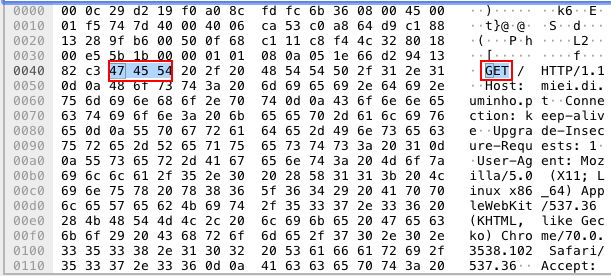 0000 00 0c 29 d2 19 f0 a0 8c fd fc 6b 36 08 00 45 00 ··)·······k6··E·
0010 01 f5 74 7d 40 00 40 06 ca 53 c0 a8 64 d9 c1 88 ··t}@·@··S··d···
0020 13 28 9f b6 00 50 0f 68 c1 11 c8 f4 4c 32 80 18 ·(···P·h····L2··
0030 00 e5 5b 1b 00 00 01 01 08 0a 05 1e 66 d2 94 13 ··[·········f···
0040 82 c3 47 45 54 20 2f 20 48 54 54 50 2f 31 2e 31 ··GET / HTTP/1.1
0050 0d 0a 48 6f 73 74 3a 20 6d 69 65 69 2e 64 69 2e ··Host: miei.di.
0060 75 6d 69 6e 68 6f 2e 70 74 0d 0a 43 6f 6e 6e 65 uminho.pt··Conne
0070 63 74 69 6f 6e 3a 20 6b 65 65 70 2d 61 6c 69 76 ction: keep-aliv
0080 65 0d 0a 55 70 67 72 61 64 65 2d 49 6e 73 65 63 e··Upgrade-Insec
0090 75 72 65 2d 52 65 71 75 65 73 74 73 3a 20 31 0d ure-Requests: 1·
00a0 0a 55 73 65 72 2d 41 67 65 6e 74 3a 20 4d 6f 7a ·User-Agent: Moz
00b0 69 6c 6c 61 2f 35 2e 30 20 28 58 31 31 3b 20 4c illa/5.0 (X11; L
00c0 69 6e 75 78 20 78 38 36 5f 36 34 29 20 41 70 70 inux x86_64) App
00d0 6c 65 57 65 62 4b 69 74 2f 35 33 37 2e 33 36 20 leWebKit/537.36
00e0 28 4b 48 54 4d 4c 2c 20 6c 69 6b 65 20 47 65 63 (KHTML, like Gec
00f0 6b 6f 29 20 43 68 72 6f 6d 65 2f 37 30 2e 30 2e ko) Chrome/70.0.
0100 33 35 33 38 2e 31 30 32 20 53 61 66 61 72 69 2f 3538.102 Safari/
0110 35 33 37 2e 33 36 0d 0a 41 63 63 65 70 74 3a 20 537.36··Accept: